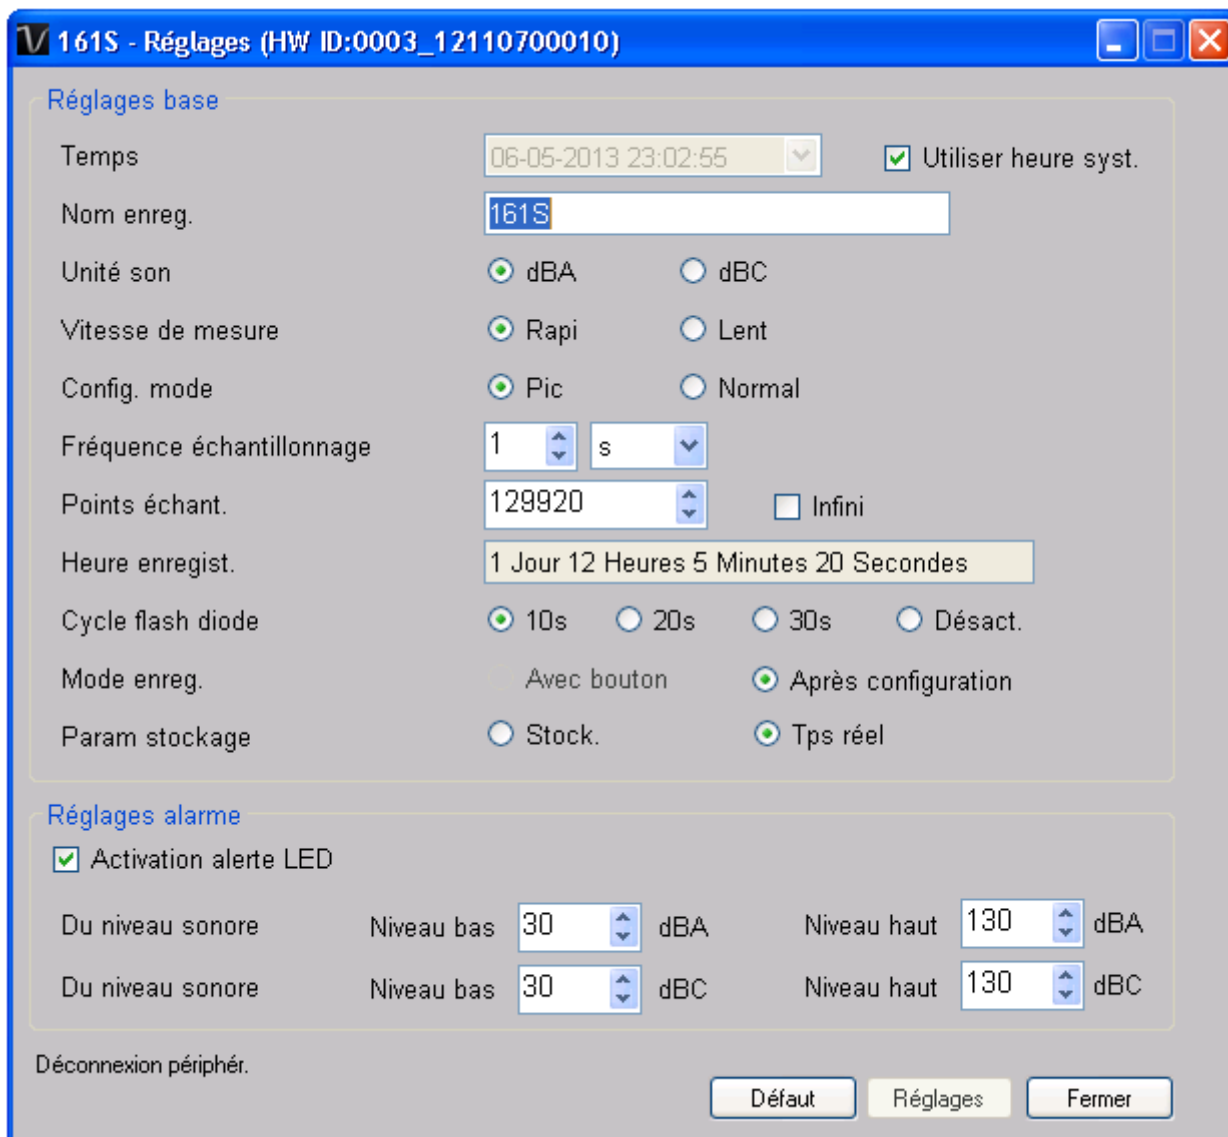 161S - Réglages (HW ID:0003_12110700010)
Réglages base
Temps 06-05-2013 23:02:55 Utiliser heure syst.
Nom enreg. 161S
Unité son dBA dBC
Vitesse de mesure Rapi Lent
Config. mode Pic Normal
Fréquence échantillonnage 1 s
Points échant. 129920 Infini
Heure enregist. 1 Jour 12 Heures 5 Minutes 20 Secondes
Cycle flash diode 10s 20s 30s Désact.
Mode enreg. Avec bouton Après configuration
Param stockage Stock. Tps réel
Réglages alarme
Activation alerte LED
Du niveau sonore Niveau bas 30 dBA Niveau haut 130 dBA
Du niveau sonore Niveau bas 30 dBC Niveau haut 130 dBC
Déconnexion périphér.
Défaut Réglages Fermer